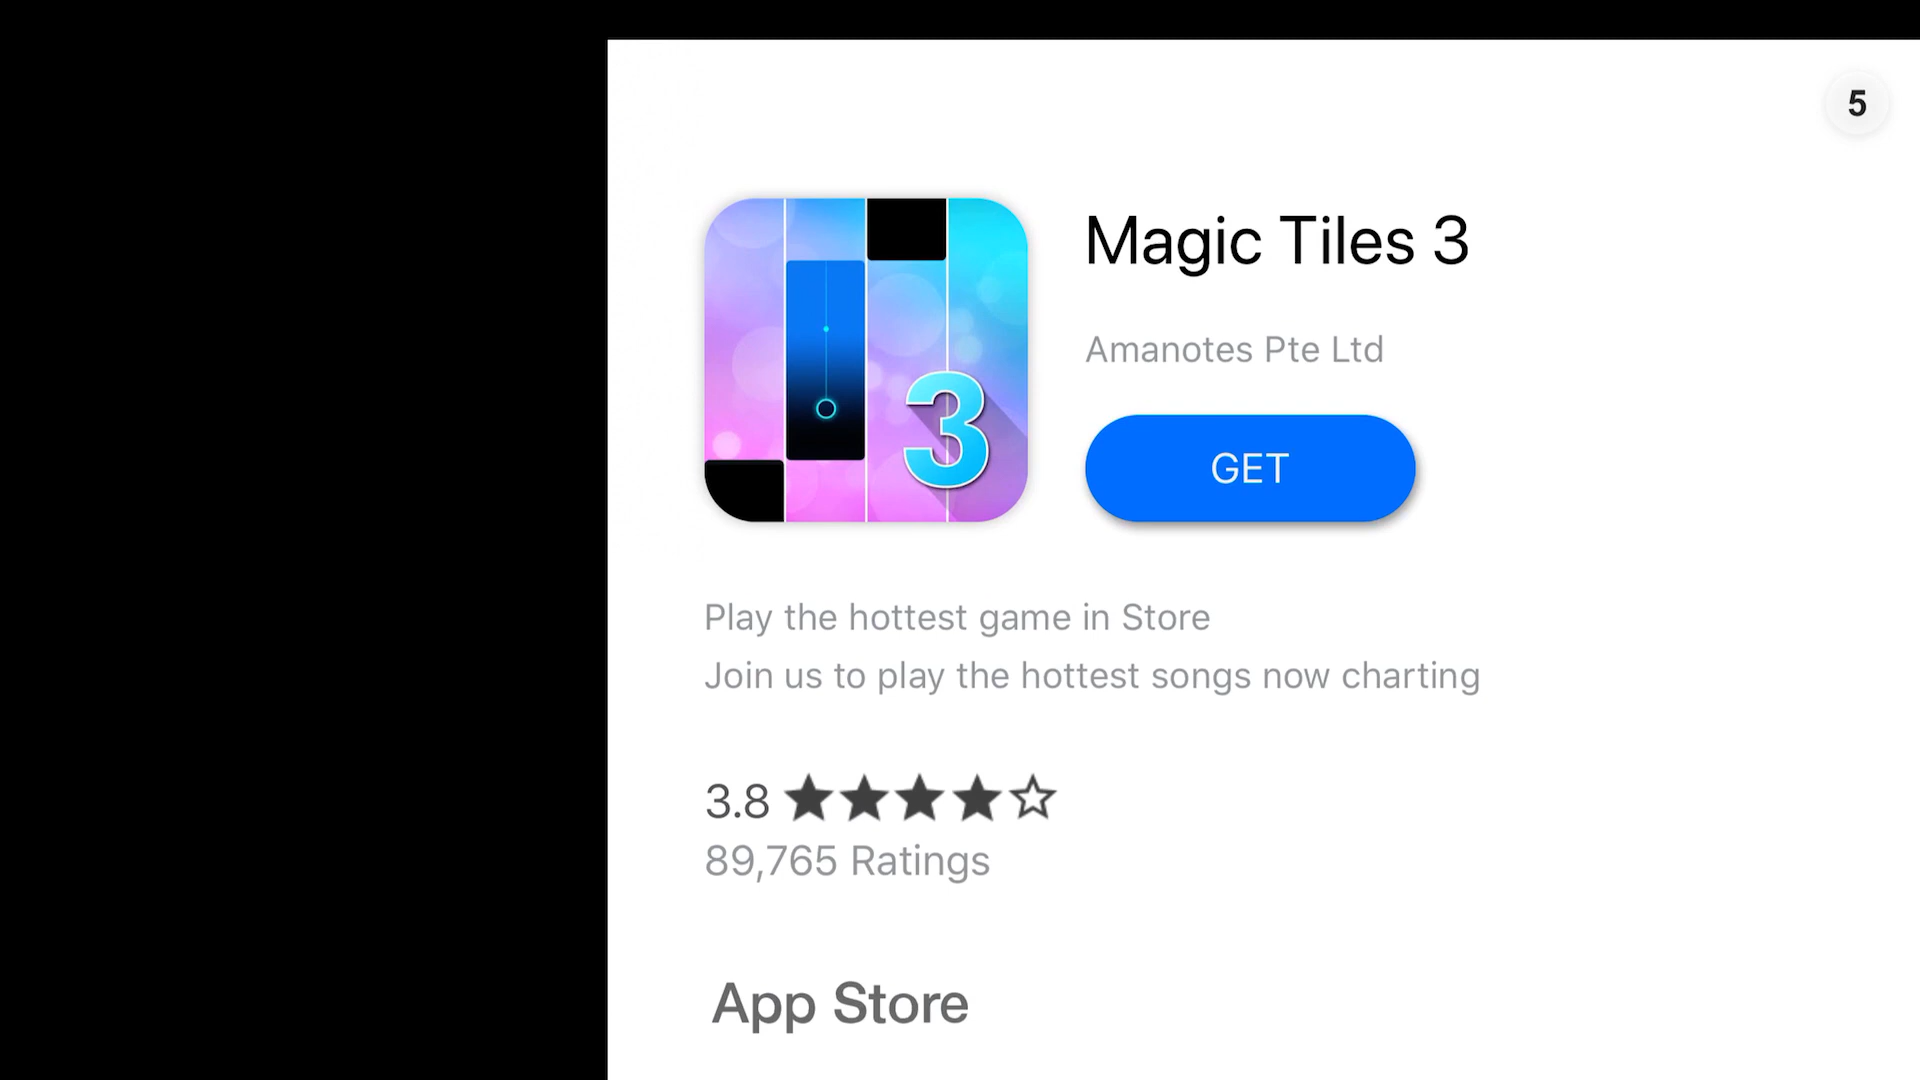 5
3
Magic Tiles 3
Amanotes Pte Ltd
GET
Play the hottest game in Store
Join us to play the hottest songs now charting
3.8
89,765 Ratings
App Store